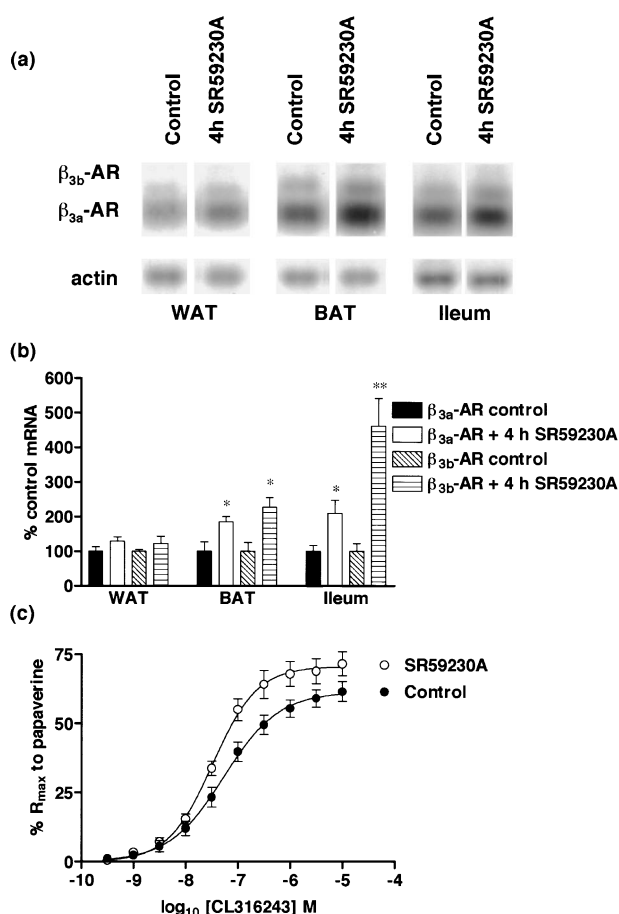 (a)
Control
4h SR59230A
Control
4h SR59230A
Control
4h SR59230A
β3b-AR
β3a-AR
actin
WAT
BAT
Ileum
(b)
% control mRNA
600
500
400
300
200
100
0
*
*
*
**
WAT
BAT
Ileum
β3a-AR control
β3a-AR + 4 h SR59230A
β3b-AR control
β3b-AR + 4 h SR59230A
(c)
% Rmax to papaverine
75
50
25
0
-10
-9
-8
-7
-6
-5
-4
log10 [CL316243] M
SR59230A
Control